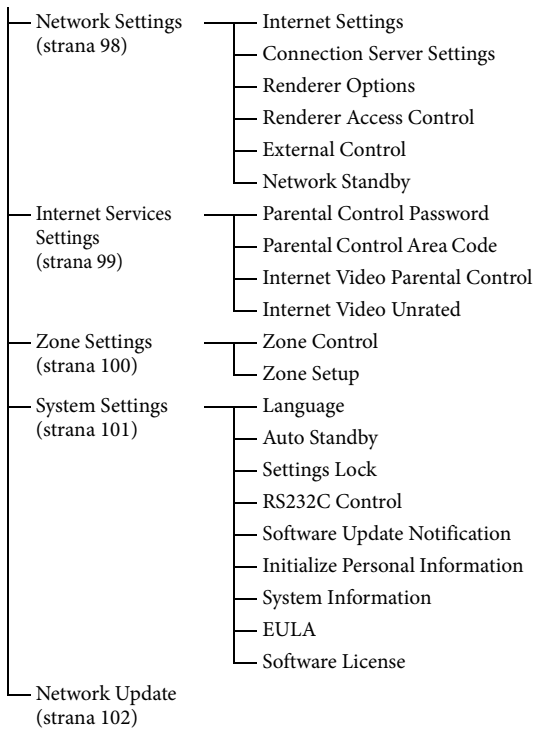 Network Settings
(strana 98)
Internet Settings
Connection Server Settings
Renderer Options
Renderer Access Control
External Control
Network Standby
Internet Services
Settings
(strana 99)
Parental Control Password
Parental Control Area Code
Internet Video Parental Control
Internet Video Unrated
Zone Settings
(strana 100)
Zone Control
Zone Setup
System Settings
(strana 101)
Language
Auto Standby
Settings Lock
RS232C Control
Software Update Notification
Initialize Personal Information
System Information
EULA
Software License
Network Update
(strana 102)